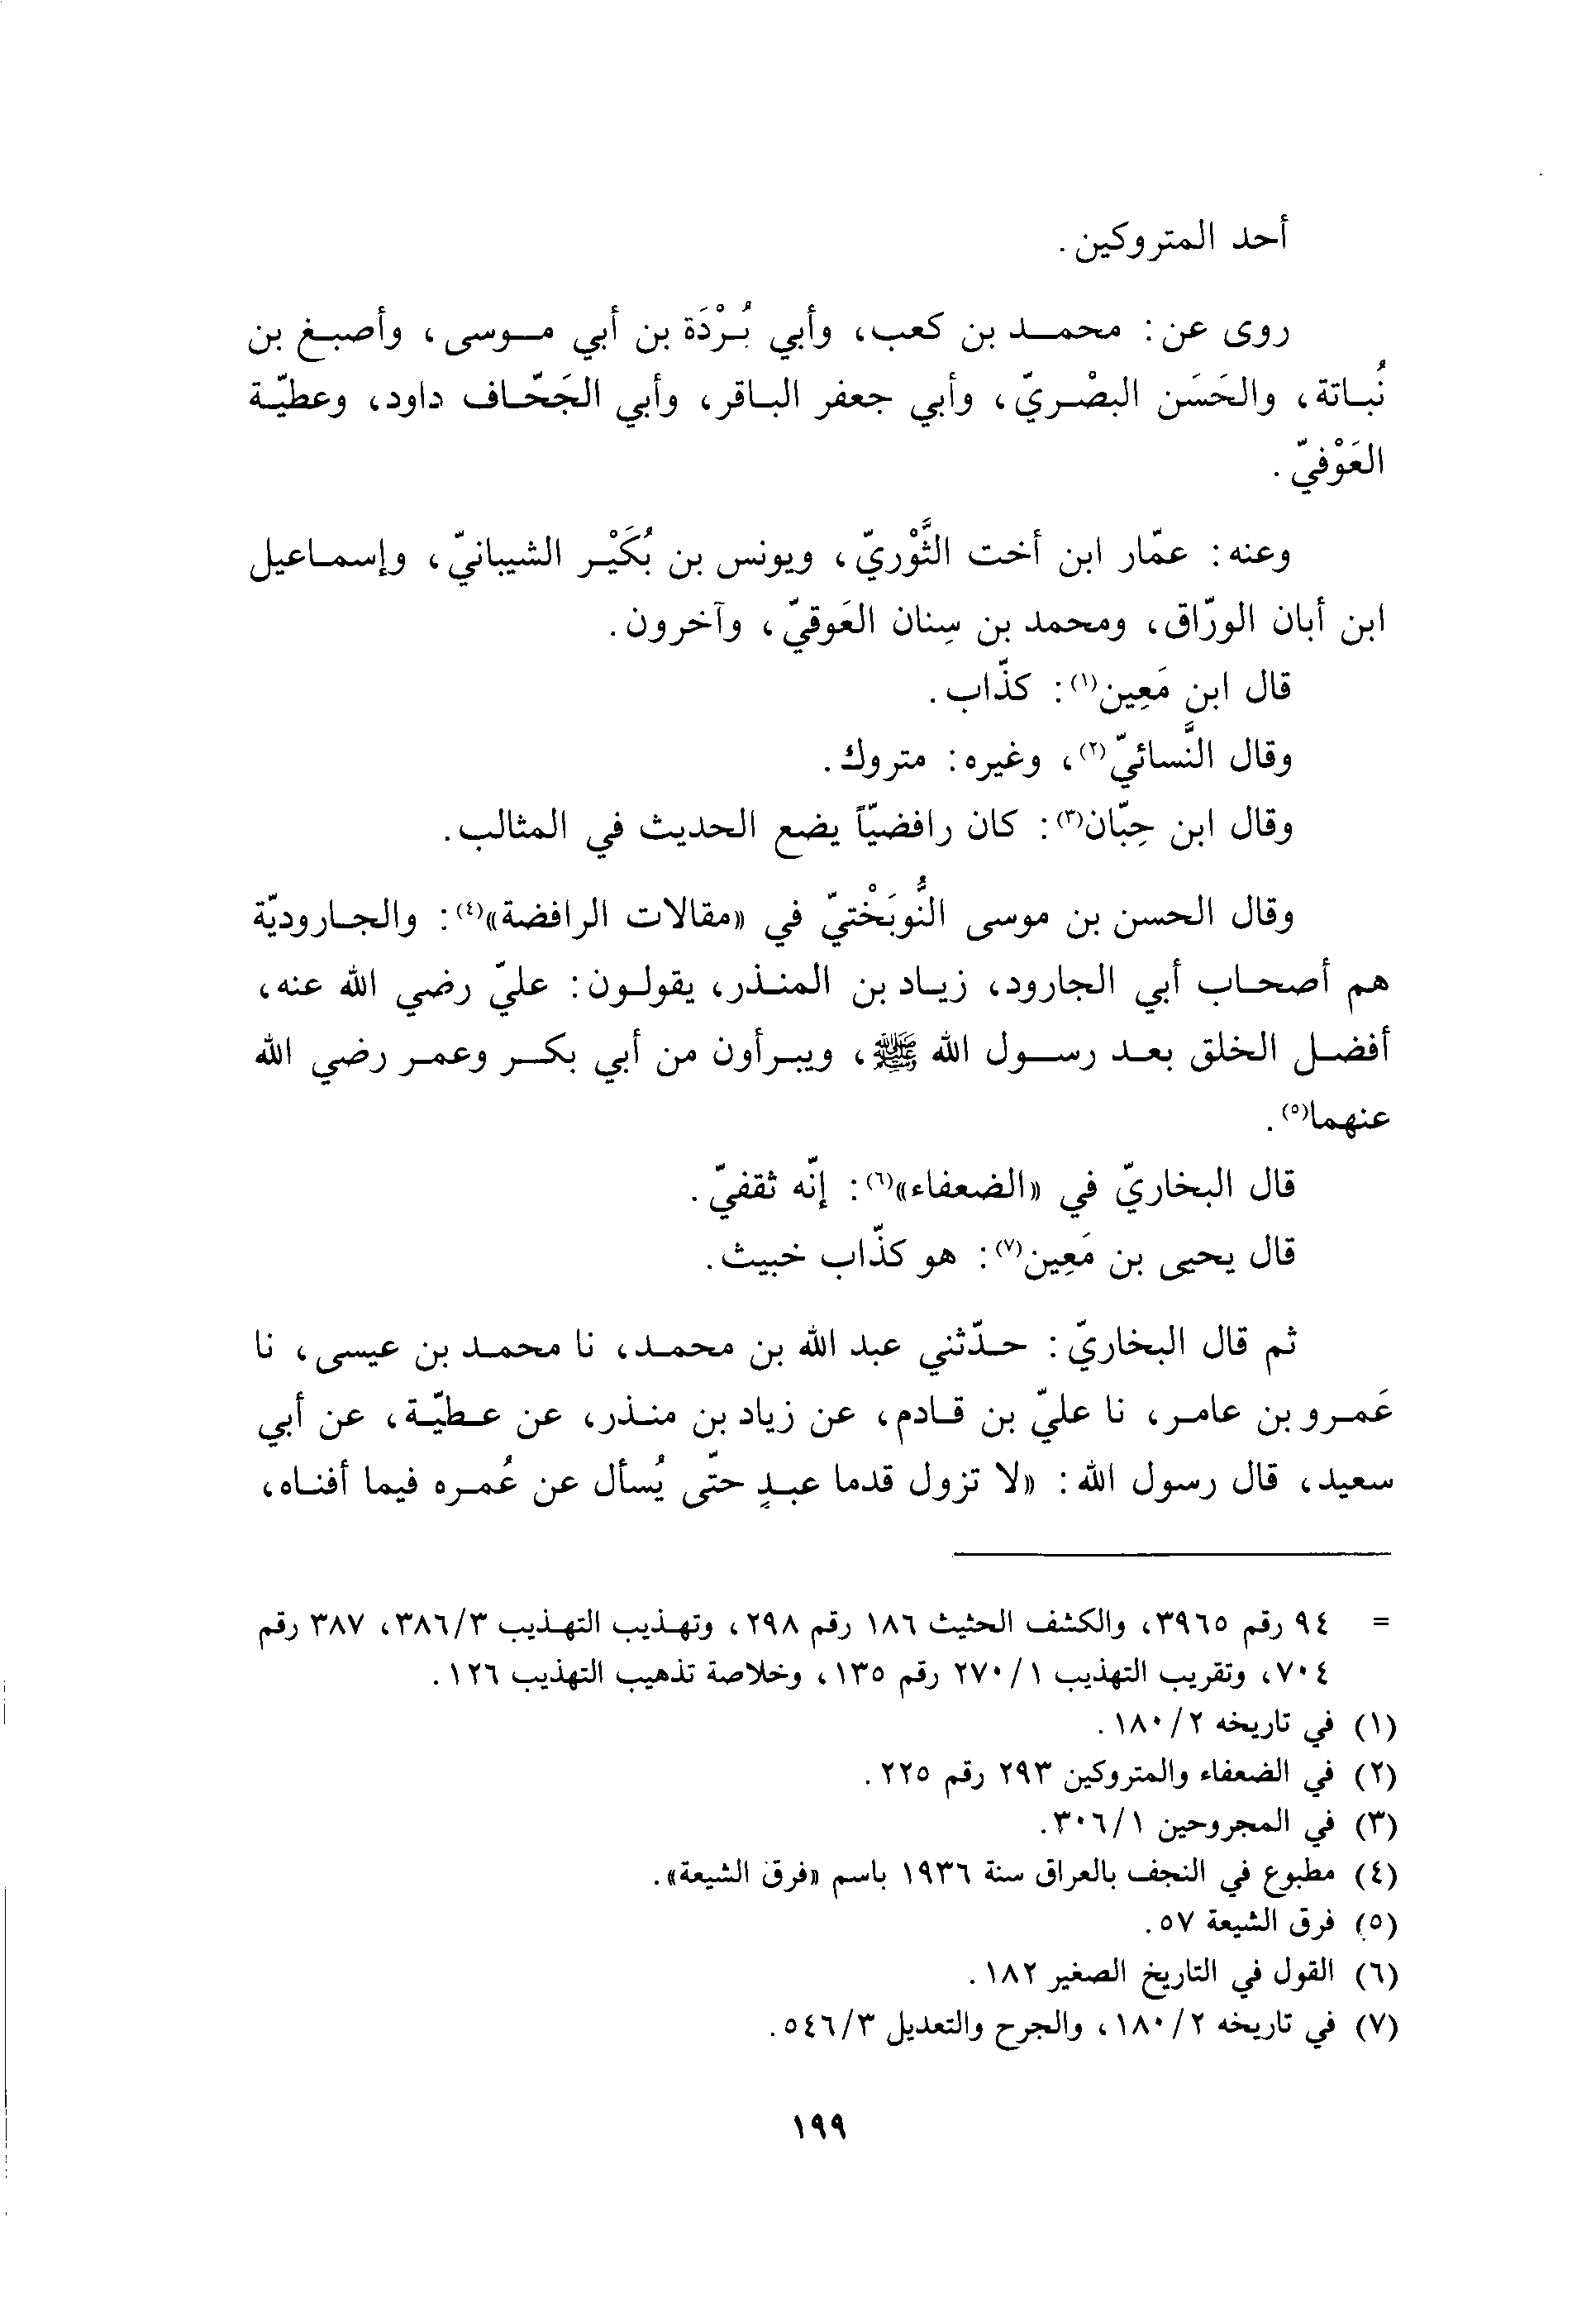 أحد المتروكين.
روى عن: محمد بن كعب، وأبي بُرْدَة بن أبي موسى، وأصبغ بن
نُباتة، والحَسَن البصْريّ، وأبي جعفر الباقر، وأبي الجَحّاف داود، وعطيّة
العَوْفيّ.
وعنه: عمّار ابن أخت الثَّوْريّ، ويونس بن بُكَيْر الشيبانيّ، وإسماعيل
ابن أبان الورّاق، ومحمد بن سِنان العَوقيّ، وآخرون.
قال ابن مَعِين(١): كذّاب.
وقال النَّسائيّ(٢)، وغيره: متروك.
وقال ابن حِبّان(٣): كان رافضيّاً يضع الحديث في المثالب.
وقال الحسن بن موسى النُّوبَخْتيّ في «مقالات الرافضة»(٤): والجاروديّة
هم أصحاب أبي الجارود، زياد بن المنذر، يقولون: عليّ رضي الله عنه،
أفضل الخلق بعد رسول الله ﷺ، ويبرأون من أبي بكر وعمر رضي الله
عنهما(٥).
قال البخاريّ في «الضعفاء»(٦): إنّه ثقفيّ.
قال يحيى بن مَعِين(٧): هو كذّاب خبيث.
ثم قال البخاريّ: حدّثني عبد الله بن محمد، نا محمد بن عيسى، نا
عَمرو بن عامر، نا عليّ بن قادم، عن زياد بن منذر، عن عطيّة، عن أبي
سعيد، قال رسول الله: «لا تزول قدما عبدٍ حتّى يُسأل عن عُمره فيما أفناه،
= ٩٤ رقم ٣٩٦٥، والكشف الحثيث ١٨٦ رقم ٢٩٨، وتهذيب التهذيب ٣٨٦/٣، ٣٨٧ رقم
٧٠٤، وتقريب التهذيب ٢٧٠/١ رقم ١٣٥، وخلاصة تذهيب التهذيب ١٢٦.
(١) في تاريخه ١٨٠/٢.
(٢) في الضعفاء والمتروكين ٢٩٣ رقم ٢٢٥.
(٣) في المجروحين ٣٠٦/١.
(٤) مطبوع في النجف بالعراق سنة ١٩٣٦ باسم «فرق الشيعة».
(٥) فرق الشيعة ٥٧.
(٦) القول في التاريخ الصغير ١٨٢.
(٧) في تاريخه ١٨٠/٢، والجرح والتعديل ٥٤٦/٣.
١٩٩